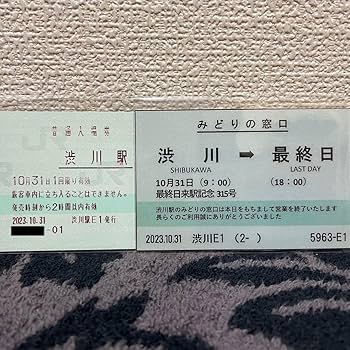 普通入場券
渋川駅
10月31日1回限り有効
旅客車内に立ち入ることはできません。
発売時刻から2時間以内有効
2023.10.31 渋川駅E1発行
-01
みどりの窓口
渋川 ➡ 最終日
SHIBUKAWA LAST DAY
10月31日(9:00) (18:00)
最終日来駅記念 315号
渋川駅のみどりの窓口は本日をもちまして営業を終了いたします
長らくのご利用誠にありがとうございました
2023.10.31 渋川E1 (2- ) 5963-E1